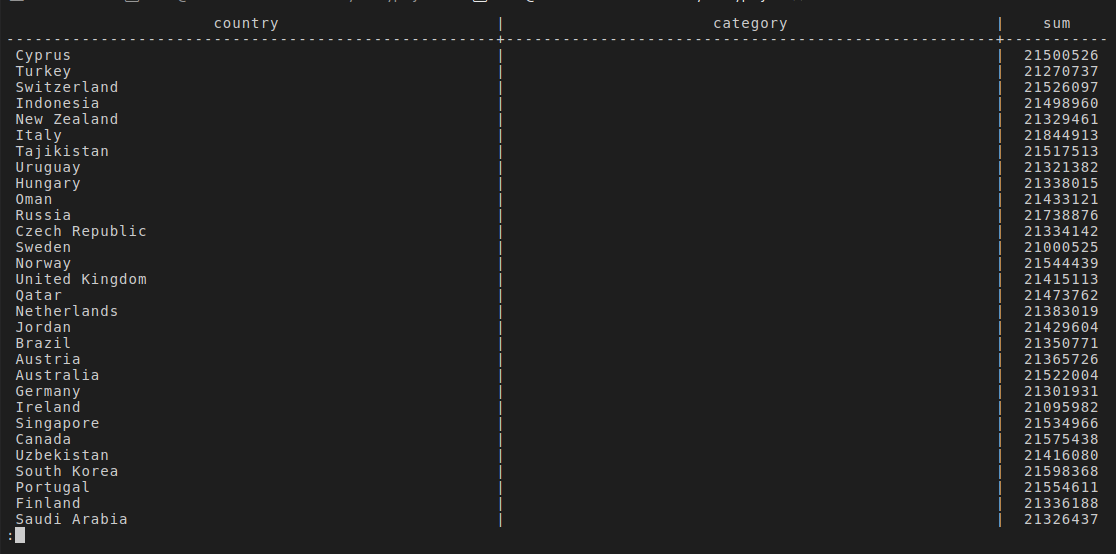 country | category | sum
----------------------------------------------------+----------------------------------------------------+-----------
Cyprus | | 21500526
Turkey | | 21270737
Switzerland | | 21526097
Indonesia | | 21498960
New Zealand | | 21329461
Italy | | 21844913
Tajikistan | | 21517513
Uruguay | | 21321382
Hungary | | 21338015
Oman | | 21433121
Russia | | 21738876
Czech Republic | | 21334142
Sweden | | 21000525
Norway | | 21544439
United Kingdom | | 21415113
Qatar | | 21473762
Netherlands | | 21383019
Jordan | | 21429604
Brazil | | 21350771
Austria | | 21365726
Australia | | 21522004
Germany | | 21301931
Ireland | | 21095982
Singapore | | 21534966
Canada | | 21575438
Uzbekistan | | 21416080
South Korea | | 21598368
Portugal | | 21554611
Finland | | 21336188
Saudi Arabia | | 21326437
: